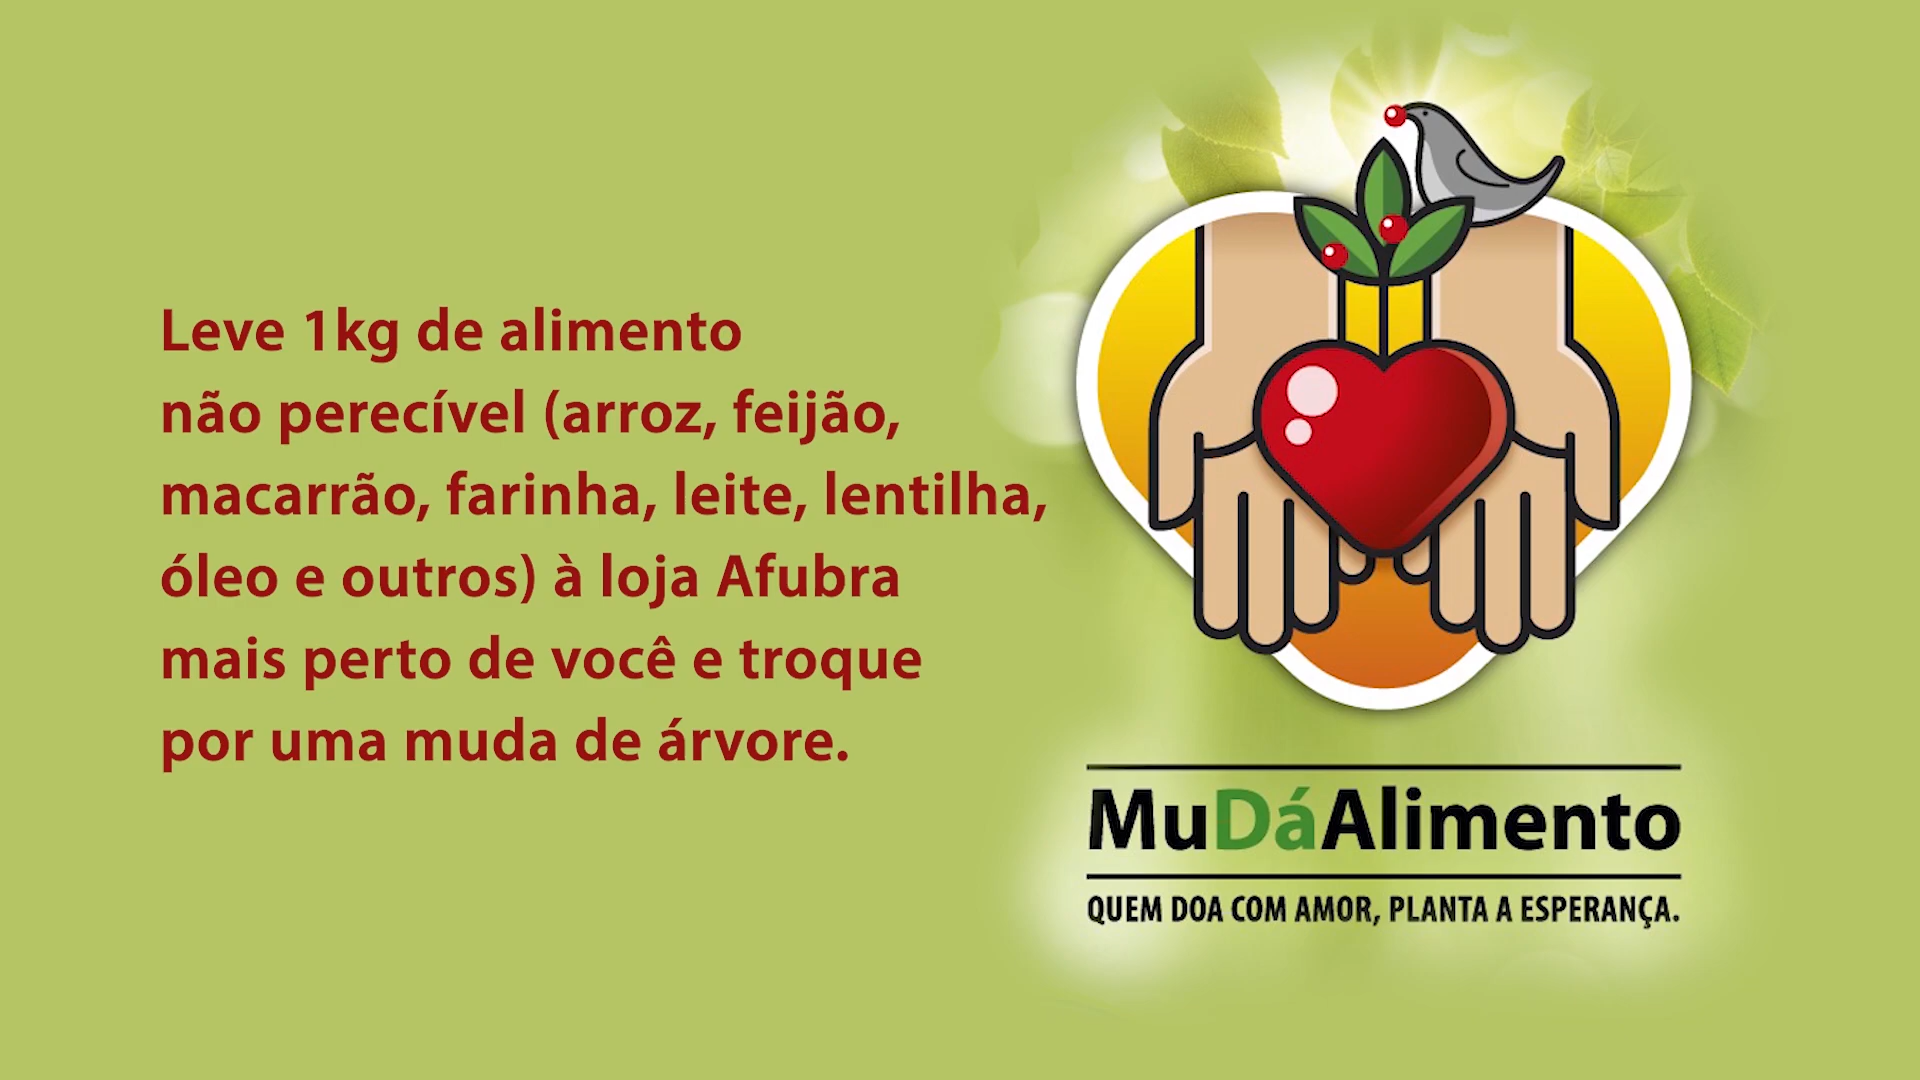 Leve 1kg de alimento
não perecível (arroz, feijão,
macarrão, farinha, leite, lentilha,
óleo e outros) à loja Afubra
mais perto de você e troque
por uma muda de árvore.
MuDáAlimento
QUEM DOA COM AMOR, PLANTA A ESPERANÇA.